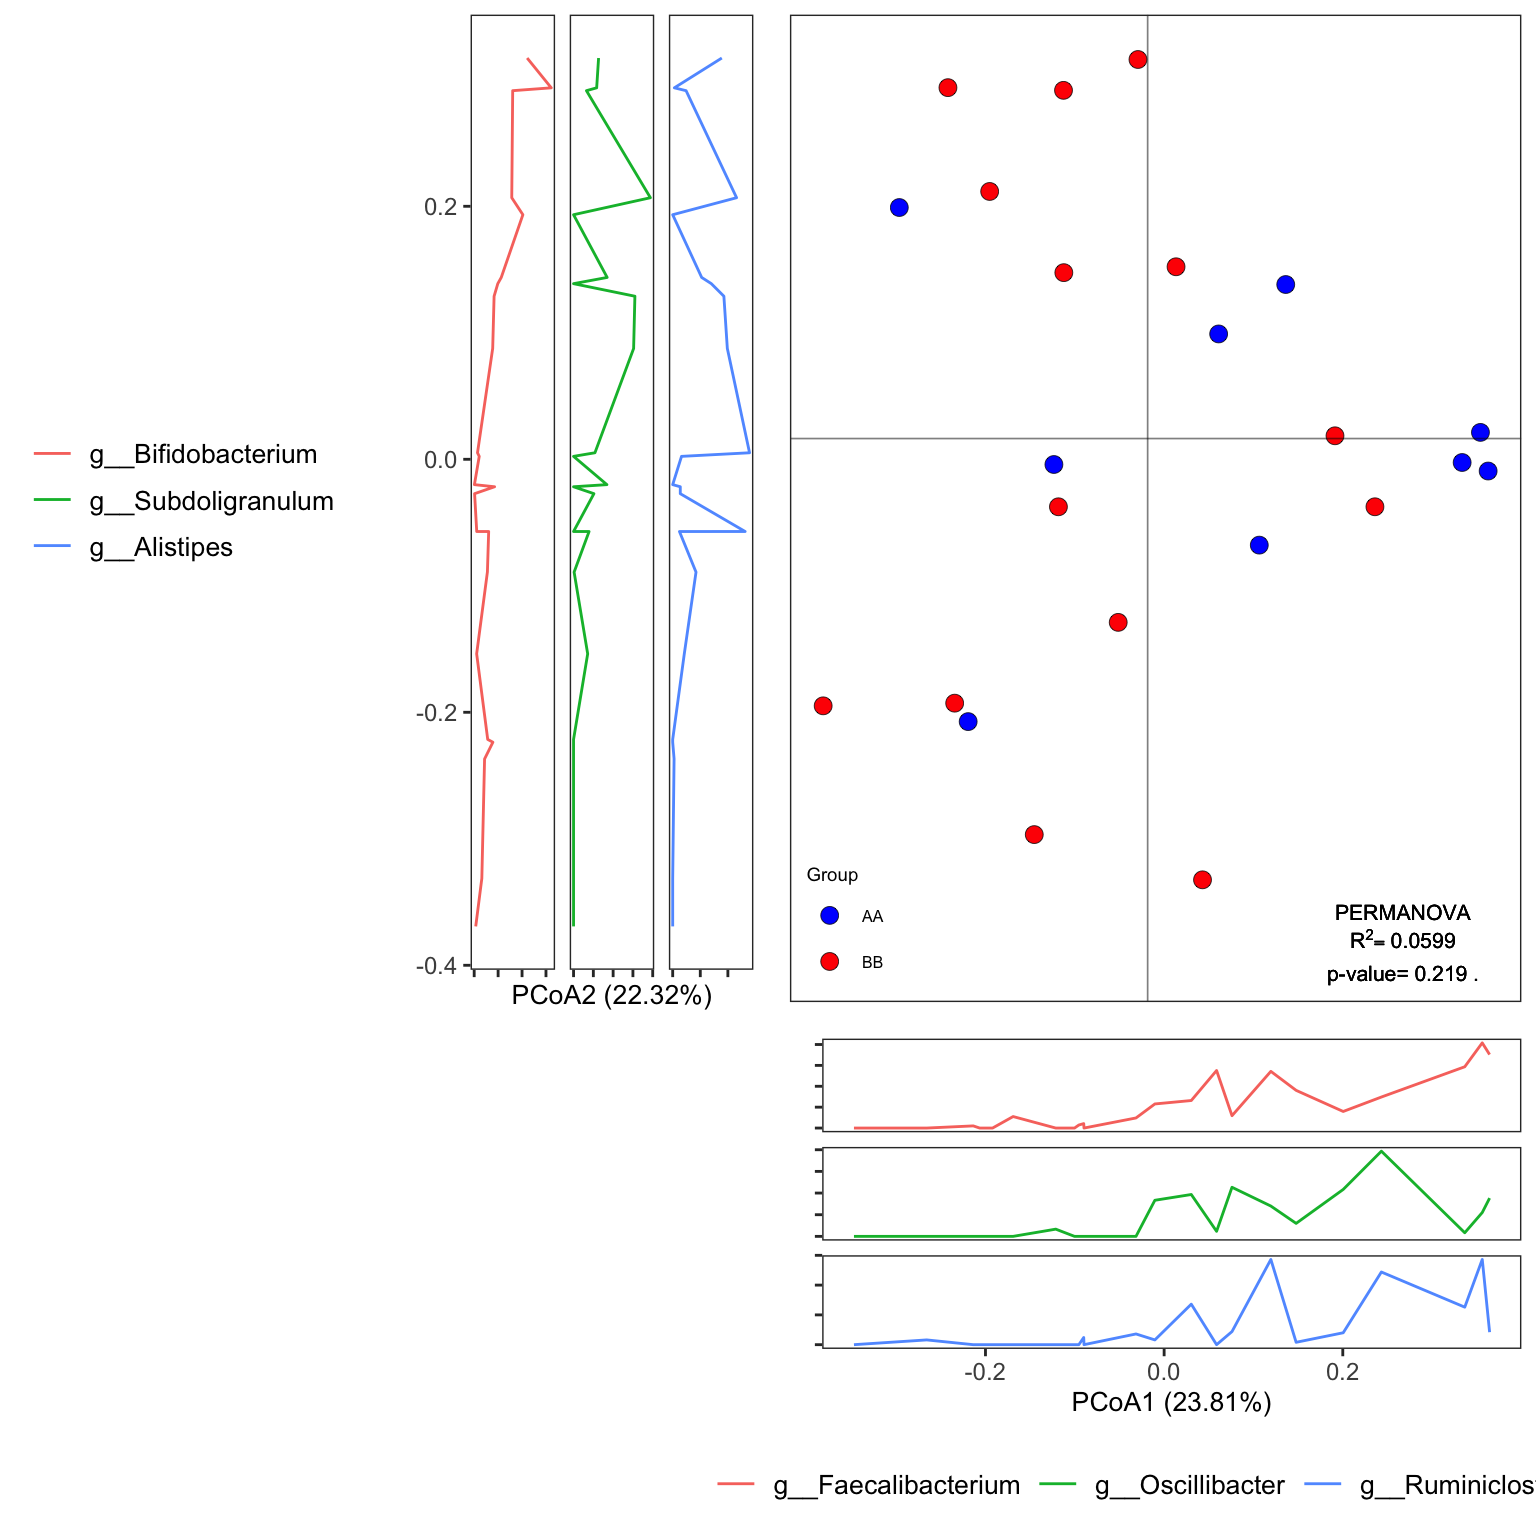 0.2
0.0
-0.2
-0.4
g__Bifidobacterium
g__Subdoligranulum
g__Alistipes
PCoA2 (22.32%)
Group
AA
BB
PERMANOVA
R²= 0.0599
p-value= 0.219 .
-0.2 0.0 0.2
PCoA1 (23.81%)
g__Faecalibacterium g__Oscillibacter g__Ruminiclos